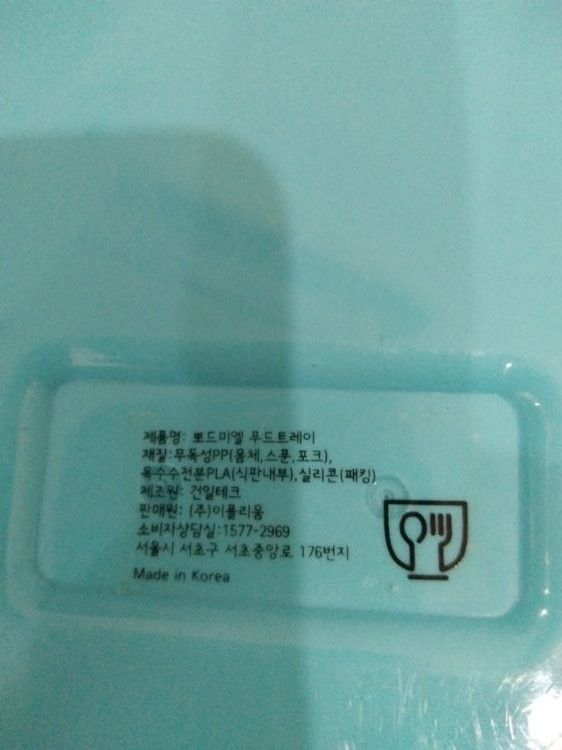 제품명: 뽀드미엘 푸드트레이
재질:무독성PP(몸체,스푼,포크),
옥수수전분PLA(식판내부),실리콘(패킹)
제조원: 건일테크
판매원: (주)이폴리움
소비자상담실:1577-2969
서울시 서초구 서초중앙로 176번지
Made in Korea